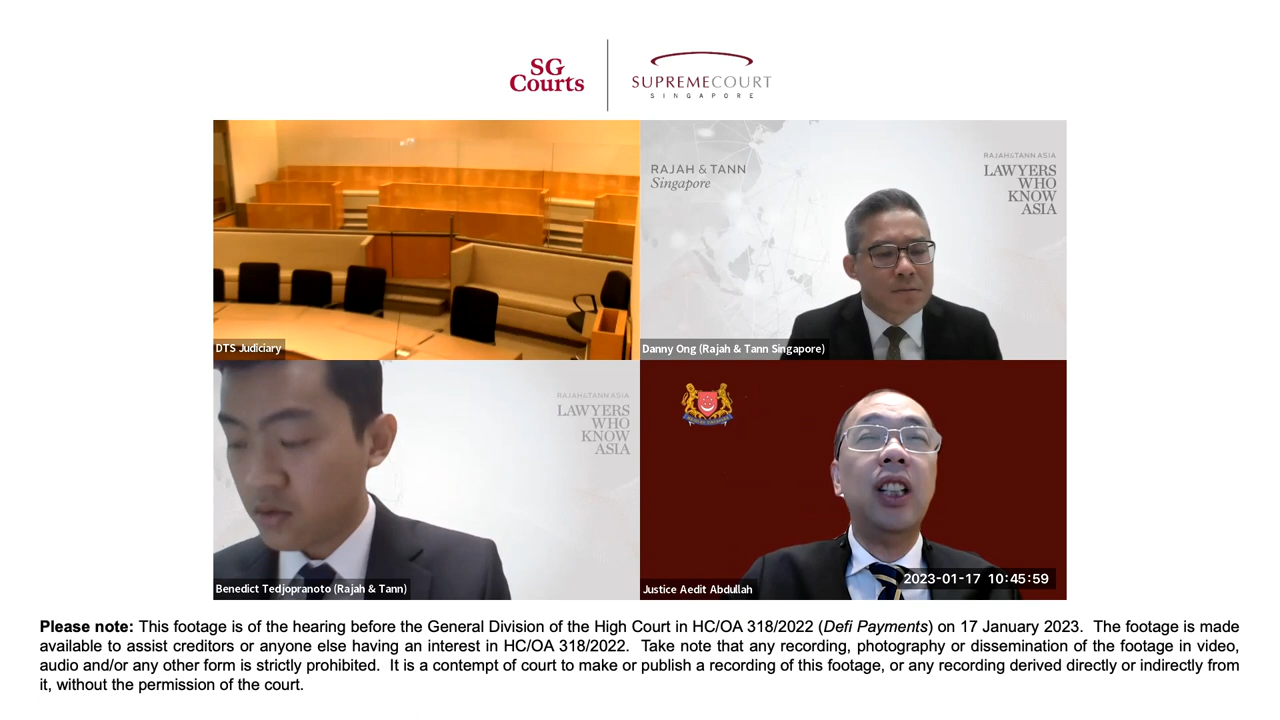 SG
Courts
SUPREMECOURT
SINGAPORE
RAJAH & TANN
Singapore
RAJAH&TANN ASIA
LAWYERS
WHO
KNOW
ASIA
DTS Judiciary
Danny Ong (Rajah & Tann Singapore)
RAJAH&TANN ASIA
LAWYERS
WHO
KNOW
ASIA
Benedict Tedjopranoto (Rajah & Tann)
2023-01-17 10:45:59
Justice Aedit Abdullah
Please note: This footage is of the hearing before the General Division of the High Court in HC/OA 318/2022 (Defi Payments) on 17 January 2023. The footage is made
available to assist creditors or anyone else having an interest in HC/OA 318/2022. Take note that any recording, photography or dissemination of the footage in video,
audio and/or any other form is strictly prohibited. It is a contempt of court to make or publish a recording of this footage, or any recording derived directly or indirectly from
it, without the permission of the court.